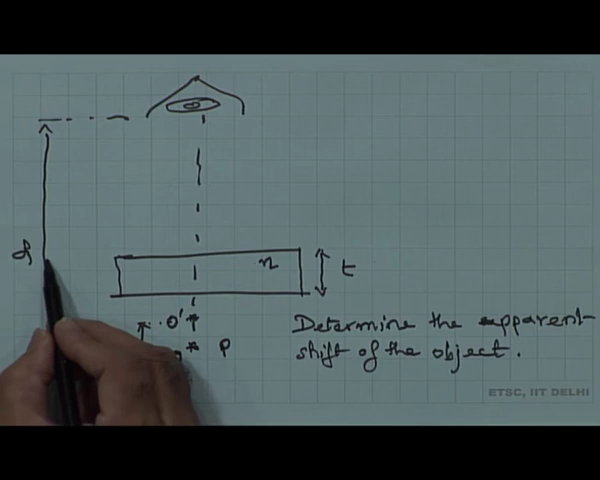 d
n
t
O'
P
Determine the apparent
shift of the object.
ETSC, IIT DELHI